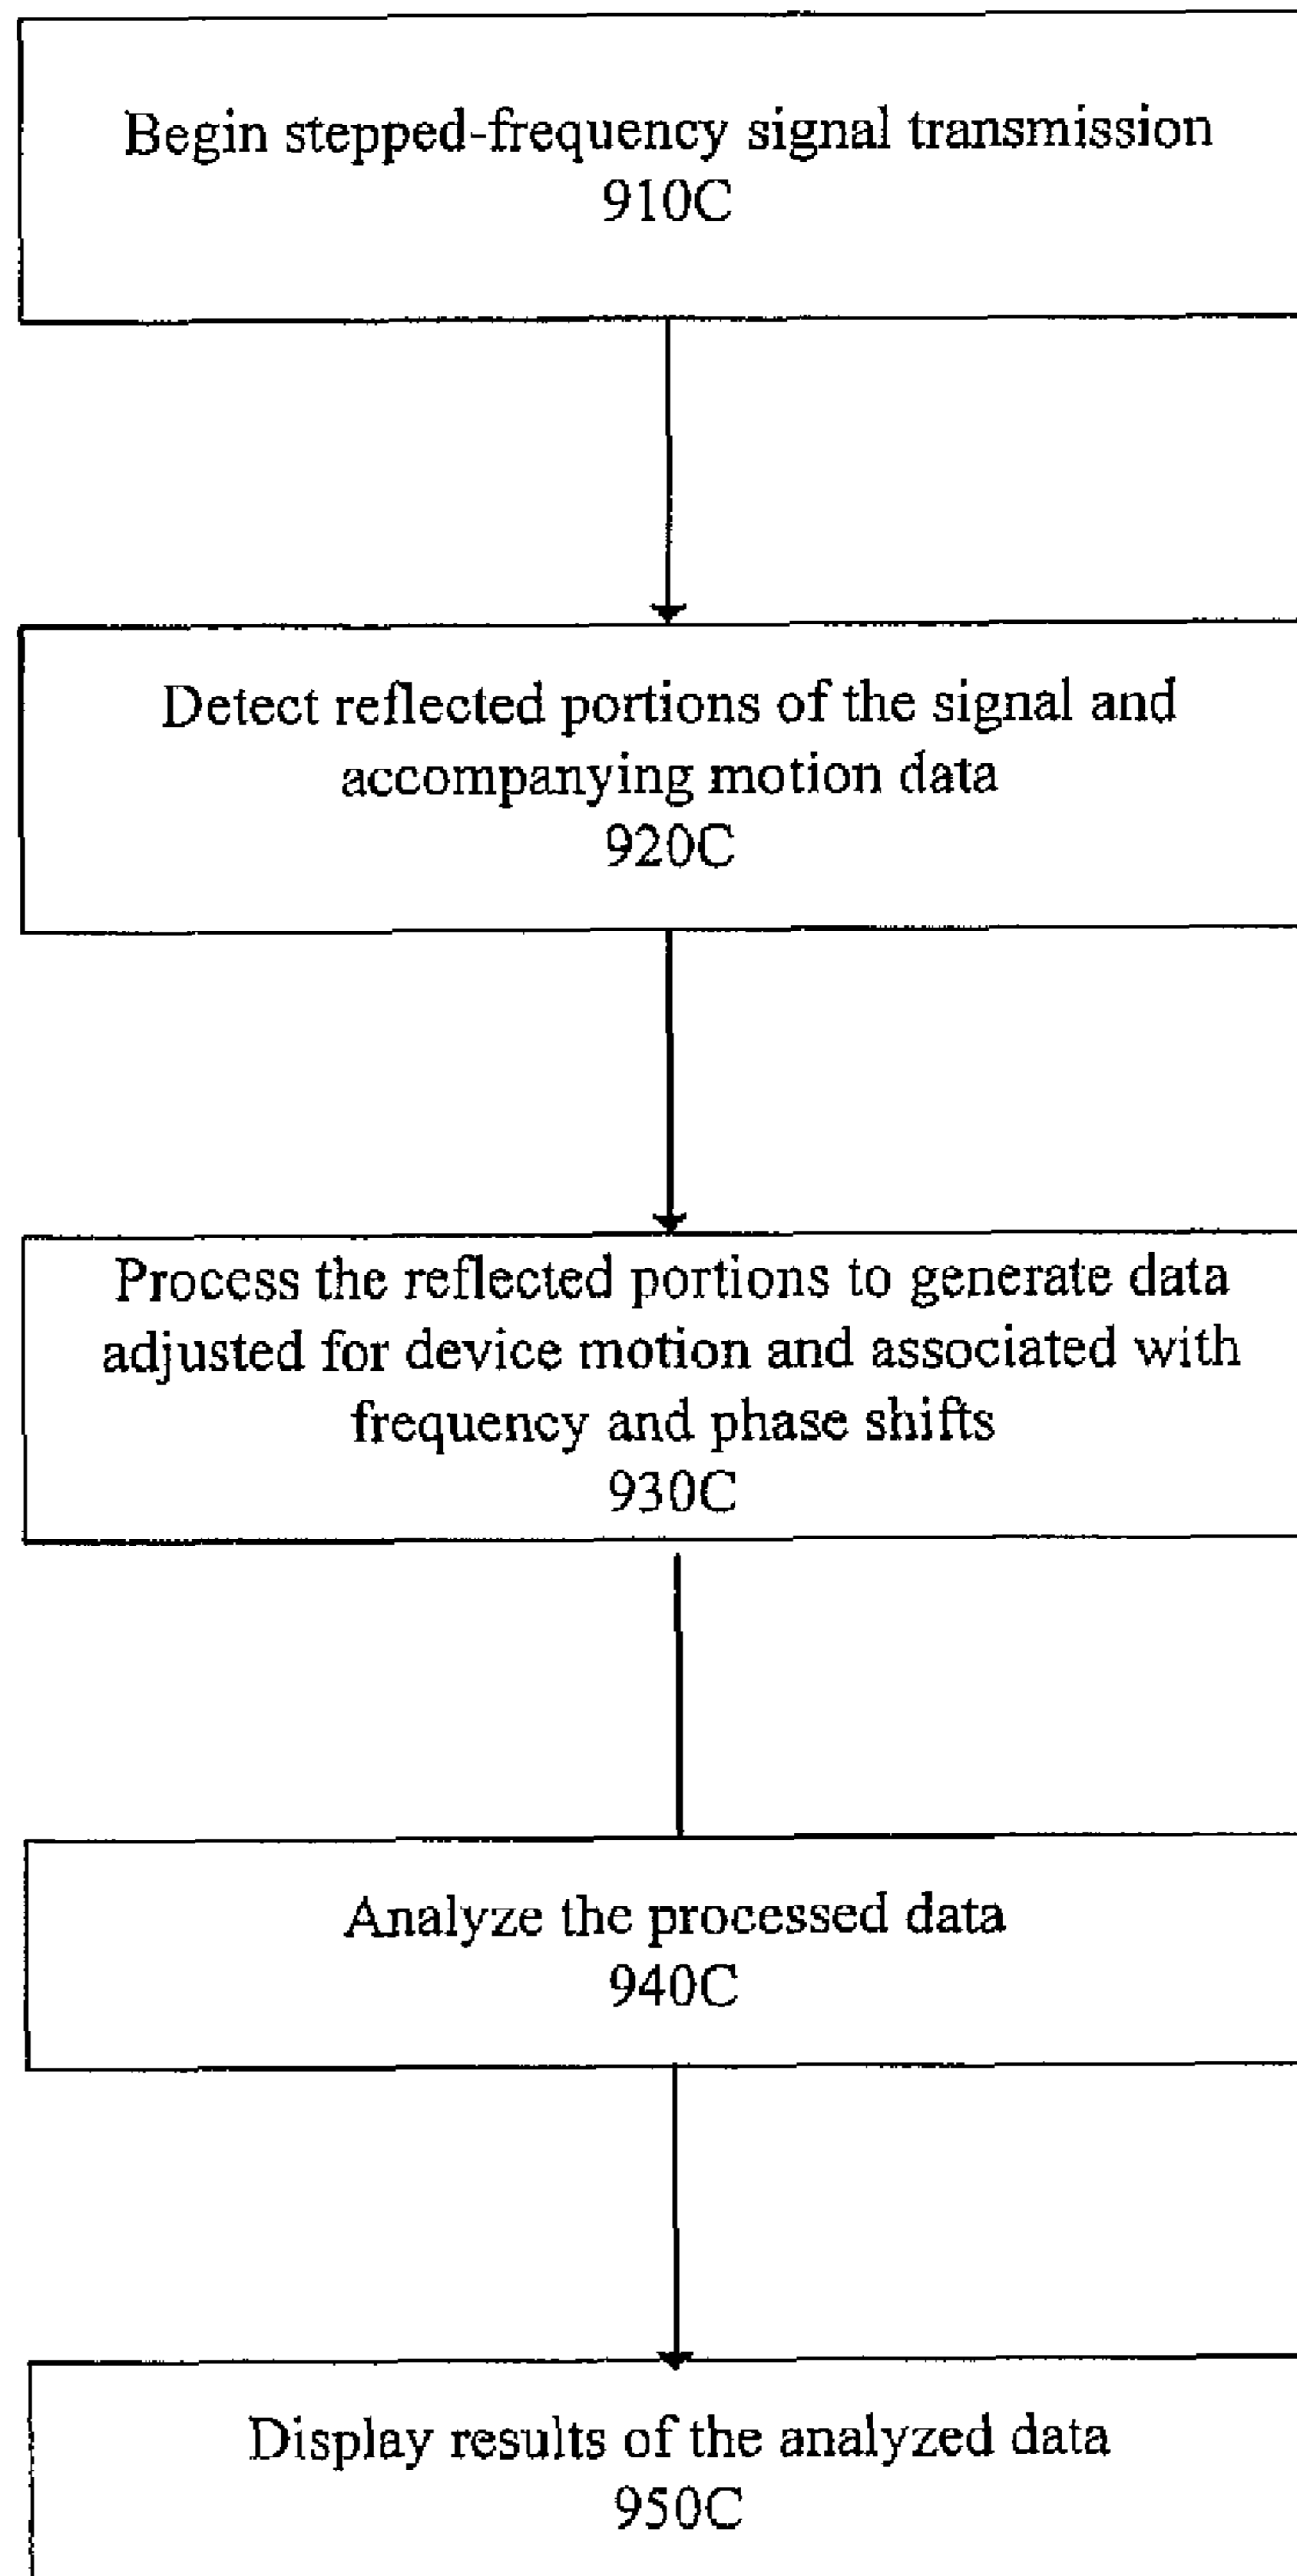 Begin stepped-frequency signal transmission
910C
Detect reflected portions of the signal and
accompanying motion data
920C
Process the reflected portions to generate data
adjusted for device motion and associated with
frequency and phase shifts
930C
Analyze the processed data
940C
Display results of the analyzed data
950C